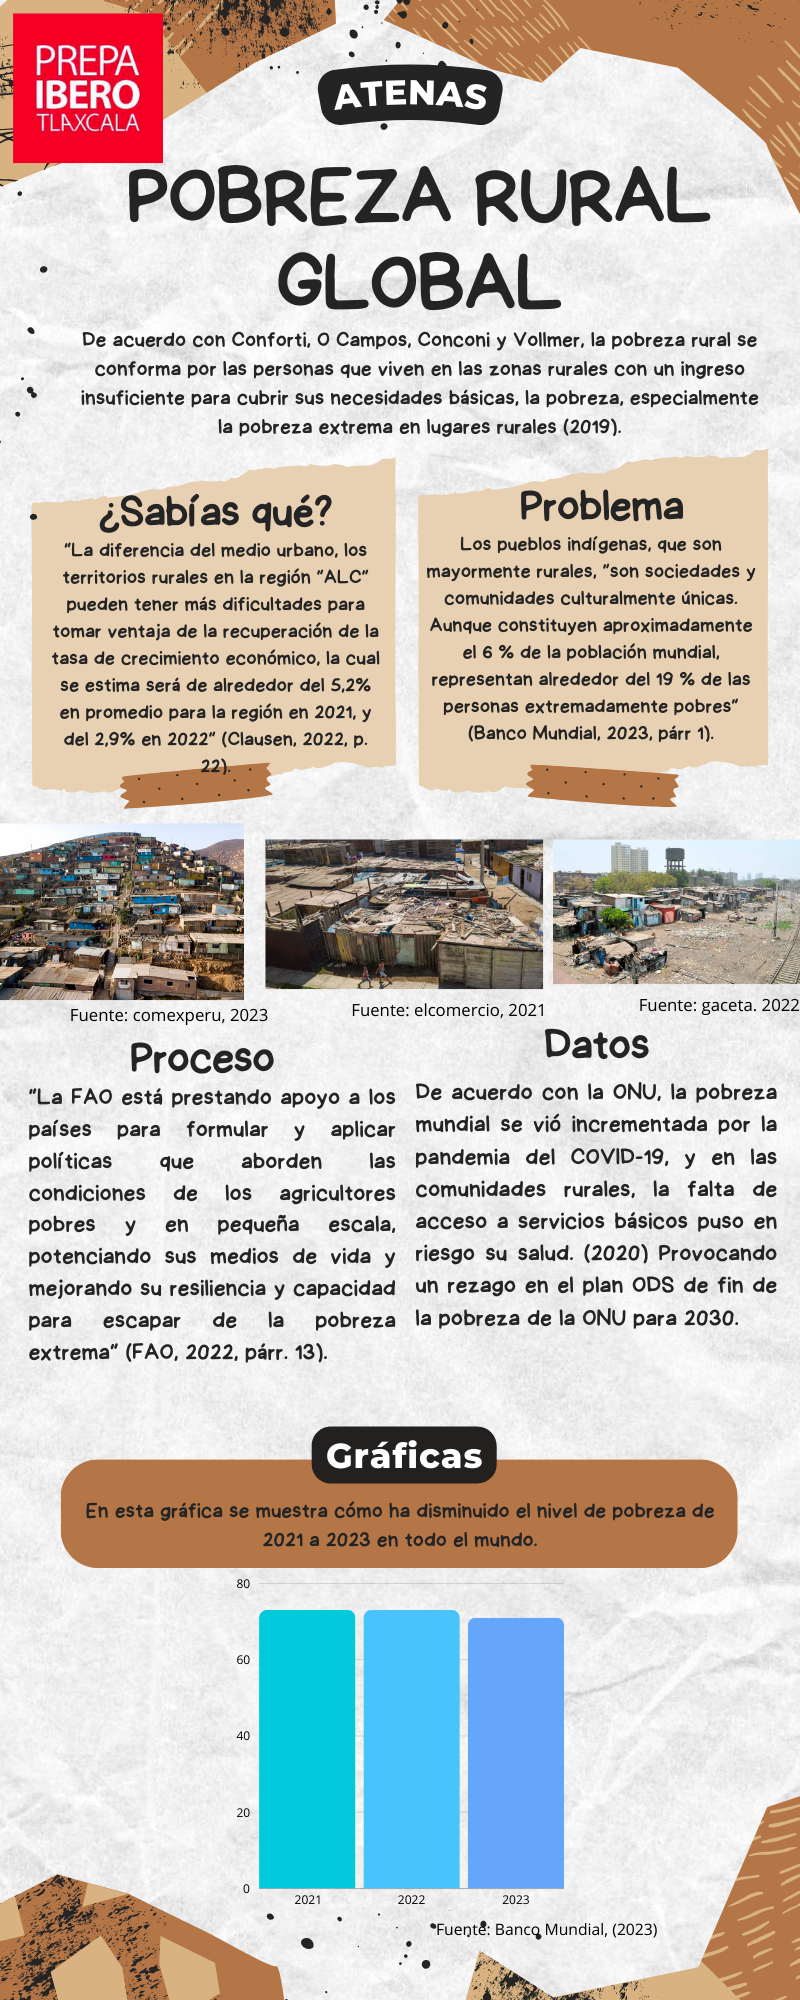 PREPA
IBERO
TLAXCALA
ATENAS
POBREZA RURAL
GLOBAL
De acuerdo con Conforti, O Campos, Conconi y Vollmer, la pobreza rural se
conforma por las personas que viven en las zonas rurales con un ingreso
insuficiente para cubrir sus necesidades básicas, la pobreza, especialmente
la pobreza extrema en lugares rurales (2019).
¿Sabías qué?
"La diferencia del medio urbano, los
territorios rurales en la región "ALC"
pueden tener más dificultades para
tomar ventaja de la recuperación de la
tasa de crecimiento económico, la cual
se estima será de alrededor del 5,2%
en promedio para la región en 2021, y
del 2,9% en 2022" (Clausen, 2022, p.
22).
Problema
Los pueblos indígenas, que son
mayormente rurales, "son sociedades y
comunidades culturalmente únicas.
Aunque constituyen aproximadamente
el 6 % de la población mundial,
representan alrededor del 19 % de las
personas extremadamente pobres"
(Banco Mundial, 2023, párr 1).
Fuente: comexperu, 2023
Fuente: elcomercio, 2021
Fuente: gaceta. 2022
Proceso
"La FAO está prestando apoyo a los
países para formular y aplicar
políticas que aborden las
condiciones de los agricultores
pobres y en pequeña escala,
potenciando sus medios de vida y
mejorando su resiliencia y capacidad
para escapar de la pobreza
extrema" (FAO, 2022, párr. 13).
Datos
De acuerdo con la ONU, la pobreza
mundial se vió incrementada por la
pandemia del COVID-19, y en las
comunidades rurales, la falta de
acceso a servicios básicos puso en
riesgo su salud. (2020) Provocando
un rezago en el plan ODS de fin de
la pobreza de la ONU para 2030.
Gráficas
En esta gráfica se muestra cómo ha disminuido el nivel de pobreza de
2021 a 2023 en todo el mundo.
80
60
40
20
0
2021 2022 2023
Fuente: Banco Mundial, (2023)